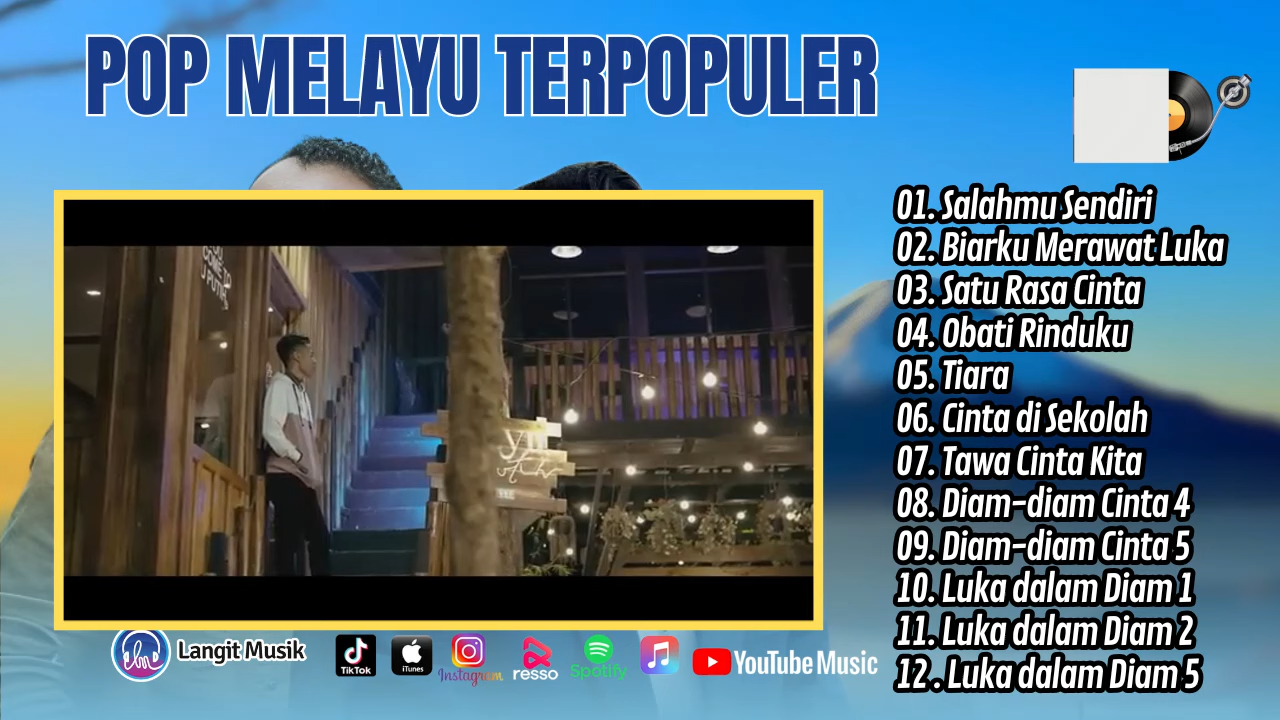 POP MELAYU TERPOPULER
COME TO
01. Salahmu Sendiri
02. Biarku Merawat Luka
03. Satu Rasa Cinta
04. Obati Rinduku
05. Tiara
06. Cinta di Sekolah
07. Tawa Cinta Kita
08. Diam-diam Cinta 4
09. Diam-diam Cinta 5
10. Luka dalam Diam 1
11. Luka dalam Diam 2
12. Luka dalam Diam 5
Langit Musik
TikTok
iTunes
Instagram
resso
Spotify
YouTube Music